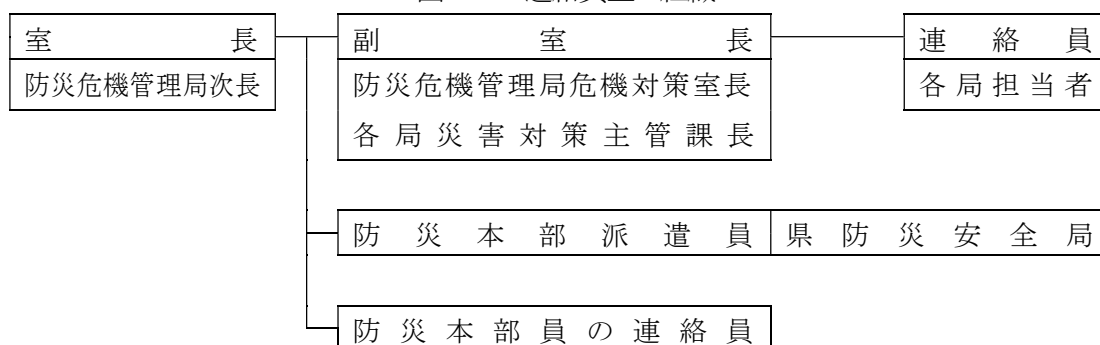 室長 副室長 連絡員
防災危機管理局次長 防災危機管理局危機対策室長 各局担当者
各局災害対策主管課長
防災本部派遣員 県防災安全局
防災本部員の連絡員